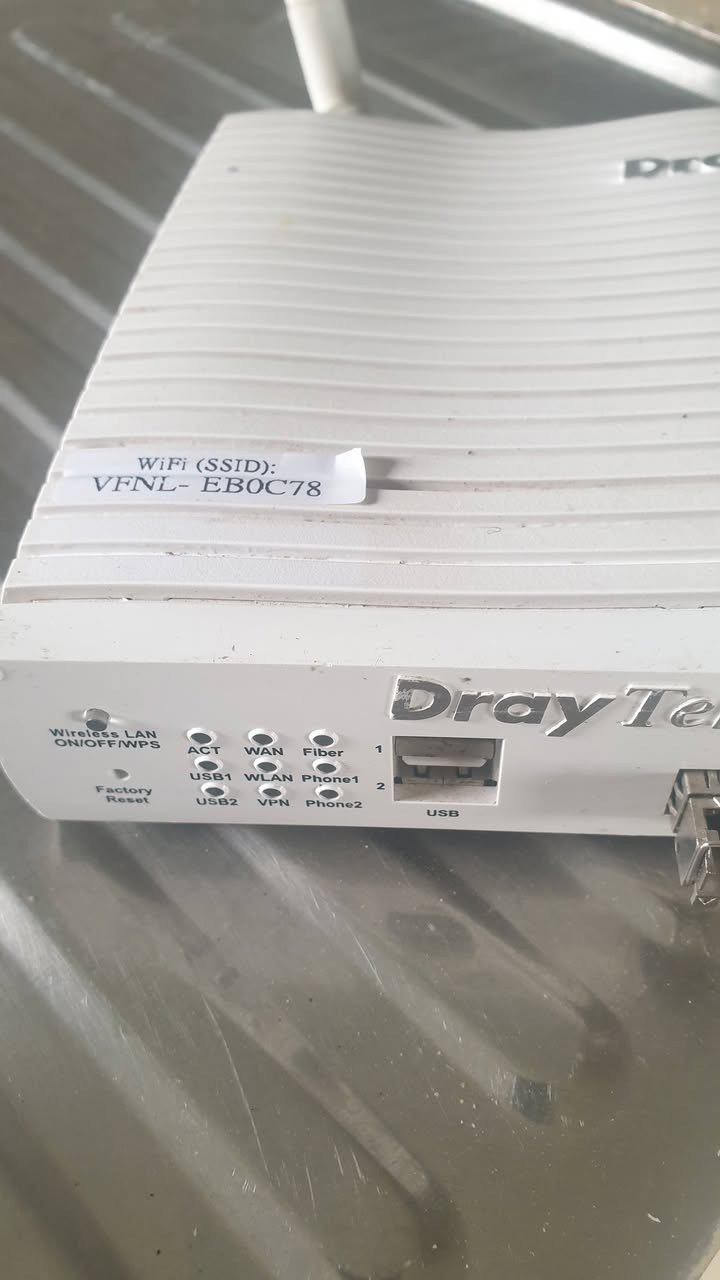 WiFi (SSID):
VFNL- EB0C78
Dray
Wireless LAN
ON/OFF/WPS
Factory
Reset
ACT WAN Fiber
USB1 WLAN Phone1
USB2 VPN Phone2
1
2
USB